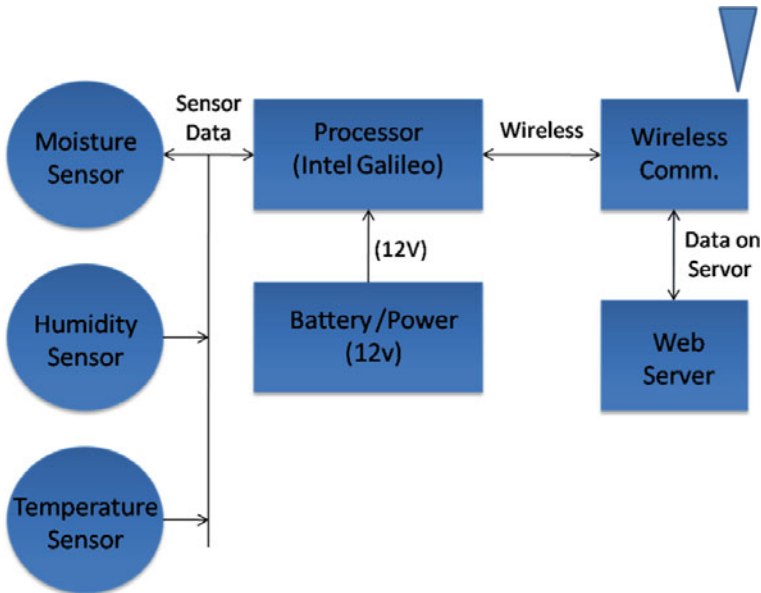 Moisture
Sensor
Sensor
Data
Processor
(Intel Galileo)
Wireless
Wireless
Comm.
(12V)
Data on
Servor
Humidity
Sensor
Battery/Power
(12v)
Web
Server
Temperature
Sensor